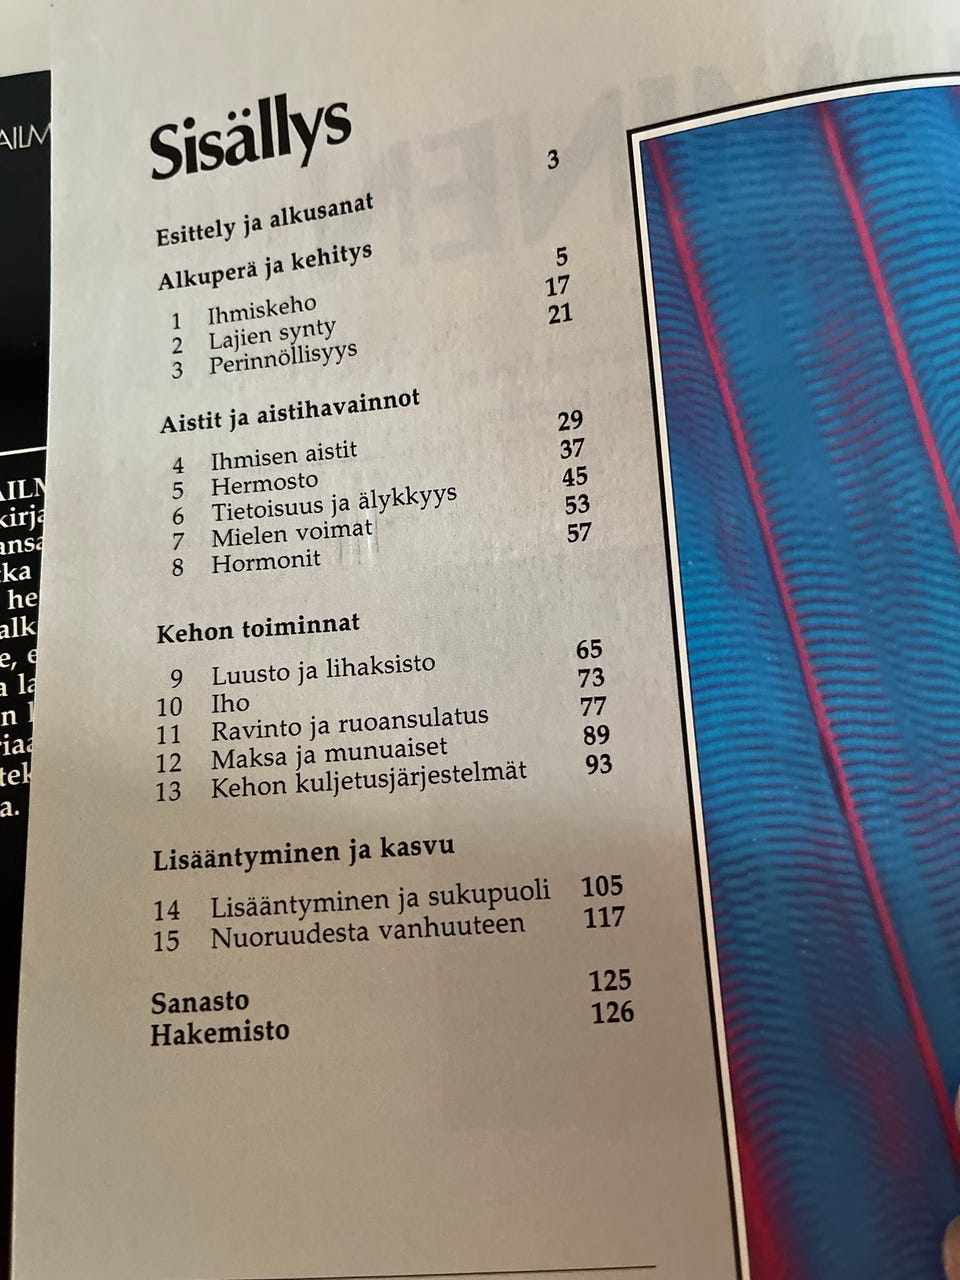 Sisällys
Esittely ja alkusanat 3
Alkuperä ja kehitys
1 Ihmiskeho 5
2 Lajien synty 17
3 Perinnöllisyys 21
Aistit ja aistihavainnot
4 Ihmisen aistit 29
5 Hermosto 37
6 Tietoisuus ja älykkyys 45
7 Mielen voimat 53
8 Hormonit 57
Kehon toiminnat
9 Luusto ja lihaksisto 65
10 Iho 73
11 Ravinto ja ruoansulatus 77
12 Maksa ja munuaiset 89
13 Kehon kuljetusjärjestelmät 93
Lisääntyminen ja kasvu
14 Lisääntyminen ja sukupuoli 105
15 Nuoruudesta vanhuuteen 117
Sanasto 125
Hakemisto 126